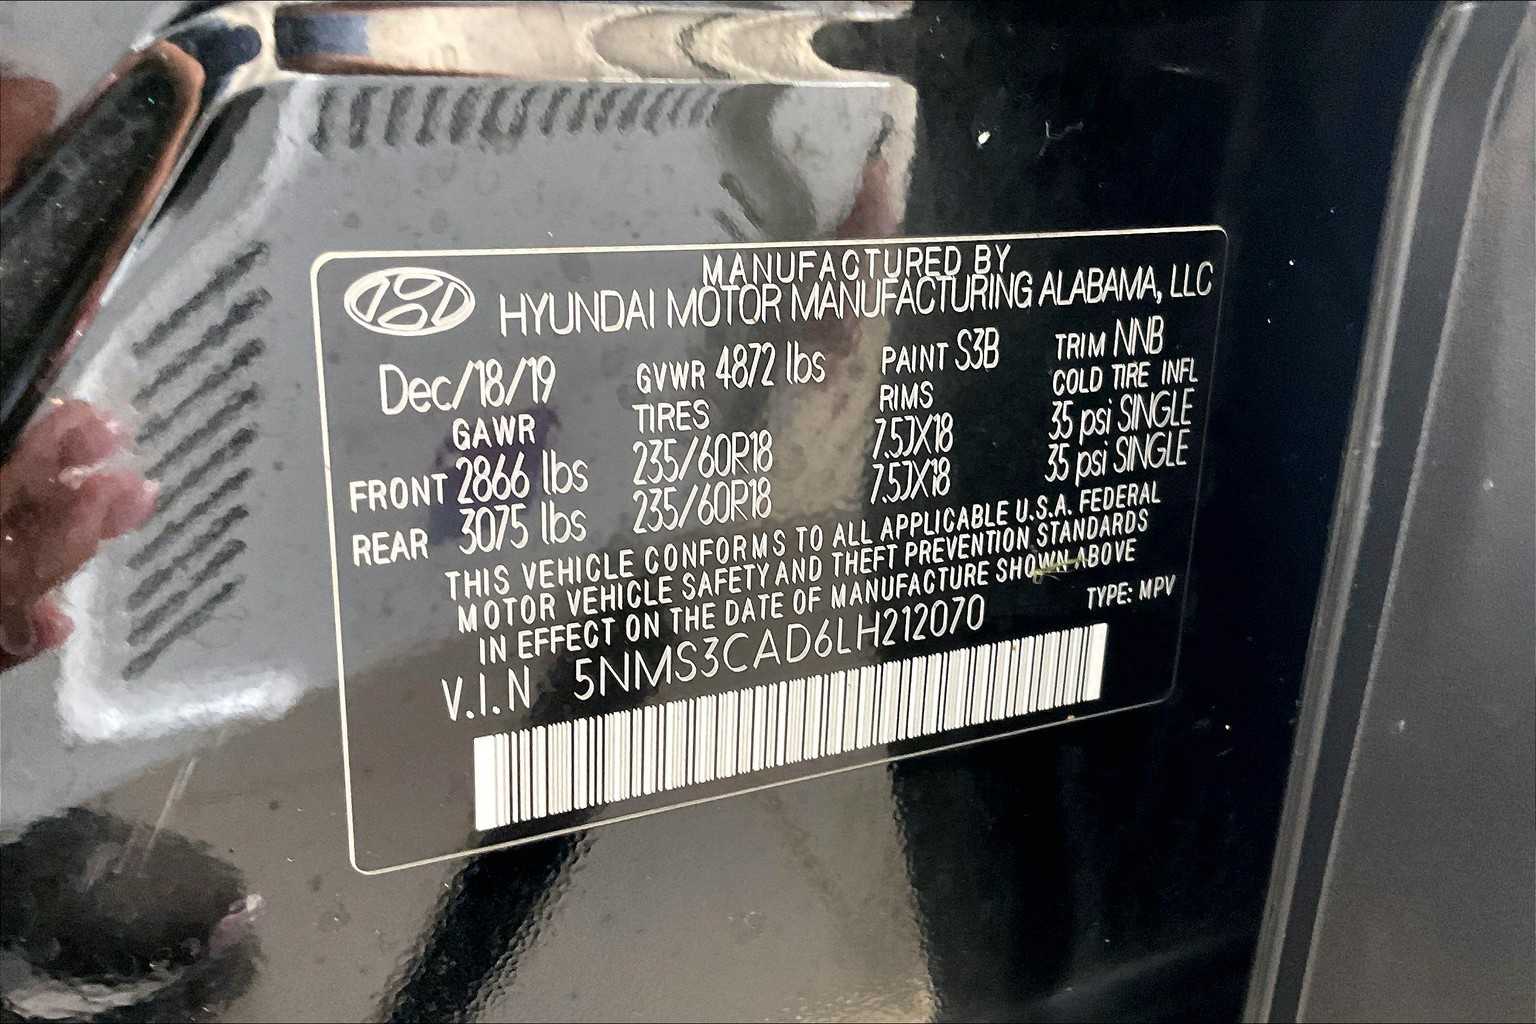 MANUFACTURED BY
HYUNDAI MOTOR MANUFACTURING ALABAMA, LLC
Dec/18/19 GVWR 4872 lbs PAINT S3B TRIM NNB
GAWR TIRES RIMS COLD TIRE INFL
FRONT 2866 lbs 235/60R18 7.5JX18 35 psi SINGLE
REAR 3075 lbs 235/60R18 7.5JX18 35 psi SINGLE
THIS VEHICLE CONFORMS TO ALL APPLICABLE U.S.A. FEDERAL
MOTOR VEHICLE SAFETY AND THEFT PREVENTION STANDARDS
IN EFFECT ON THE DATE OF MANUFACTURE SHOWN ABOVE
V.I.N 5NMS3CAD6LH212070 TYPE: MPV